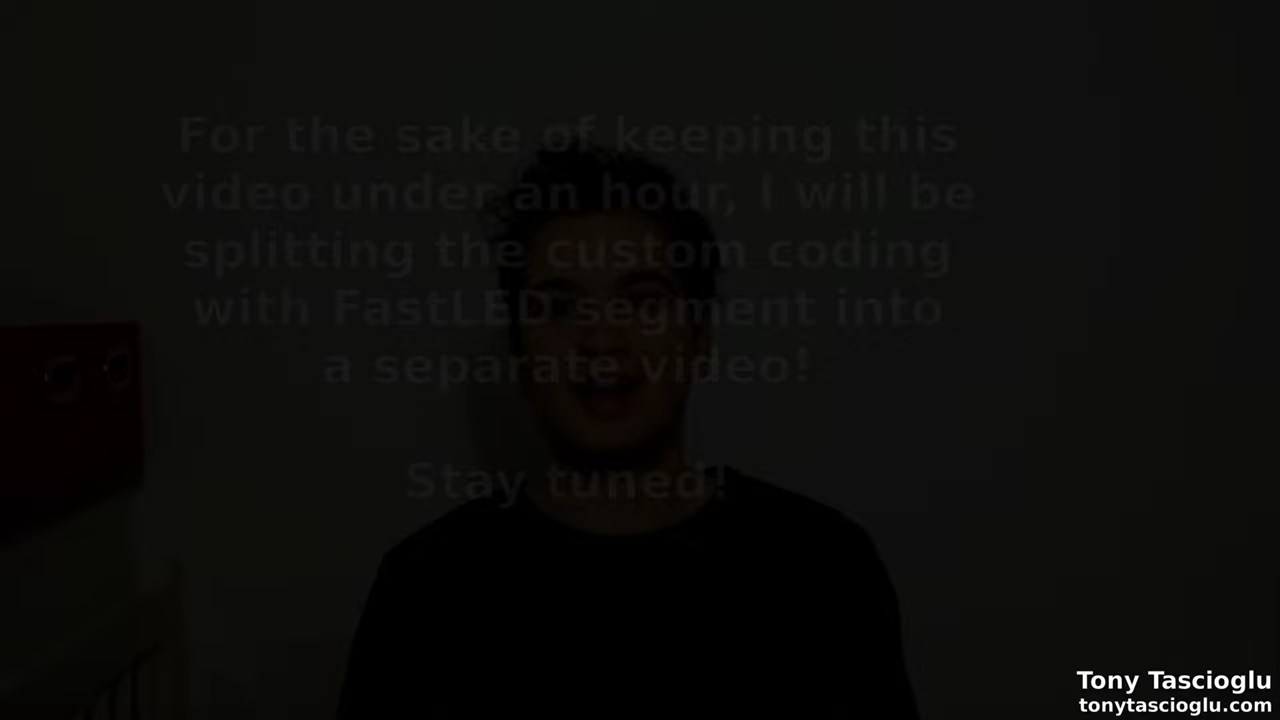 For the sake of keeping this
video under an hour, I will be
splitting the custom coding
with FastLED segment into
a separate video!
Stay tuned!
Tony Tascioglu
tonytascioglu.com